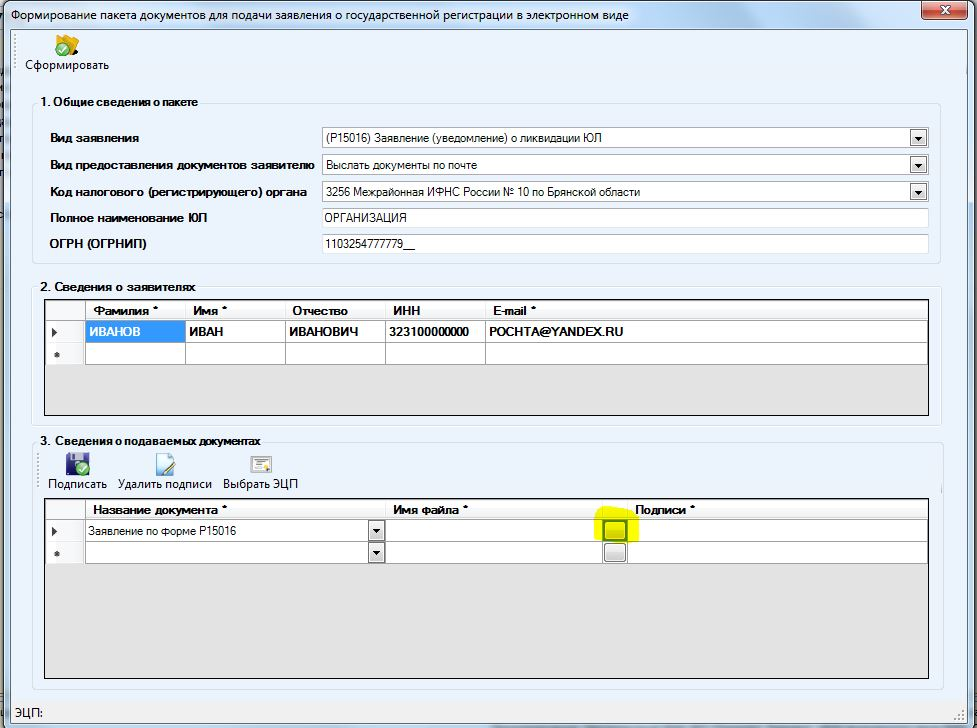 Формирование пакета документов для подачи заявления о государственной регистрации в электронном виде
Сформировать
1. Общие сведения о пакете
Вид заявления
(Р15016) Заявление (уведомление) о ликвидации ЮЛ
Вид предоставления документов заявителю
Выслать документы по почте
Код налогового (регистрирующего) органа
3256 Межрайонная ИФНС России № 10 по Брянской области
Полное наименование ЮЛ
ОРГАНИЗАЦИЯ
ОГРН (ОГРНИП)
1103254777779__
2. Сведения о заявителях
Фамилия * Имя * Отчество ИНН E-mail *
ИВАНОВ ИВАН ИВАНОВИЧ 323100000000 POCHTA@YANDEX.RU
3. Сведения о подаваемых документах
Подписать Удалить подписи Выбрать ЭЦП
Название документа * Имя файла * Подписи *
Заявление по форме Р15016
ЭЦП: